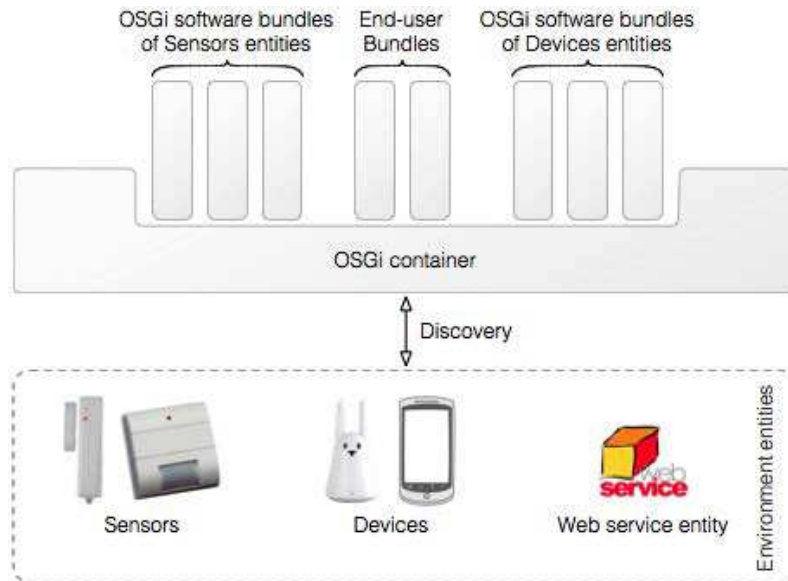 OSGi software bundles
of Sensors entities
End-user
Bundles
OSGi software bundles
of Devices entities
OSGi container
Discovery
Sensors
Devices
web
service
Web service entity
Environment entities